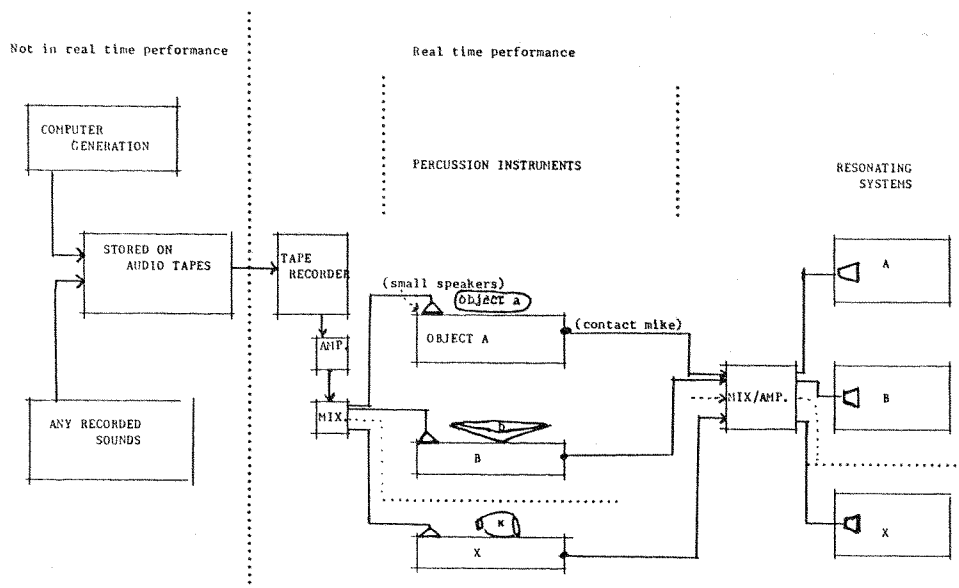 Not in real time performance
Real time performance
COMPUTER
GENERATION
PERCUSSION INSTRUMENTS
RESONATING
SYSTEMS
STORED ON
AUDIO TAPES
TAPE
RECORDER
(small speakers)
Object a
OBJECT A
(contact mike)
A
AMP.
MIX.
MIX/AMP.
ANY RECORDED
SOUNDS
b
B
B
x
X
X